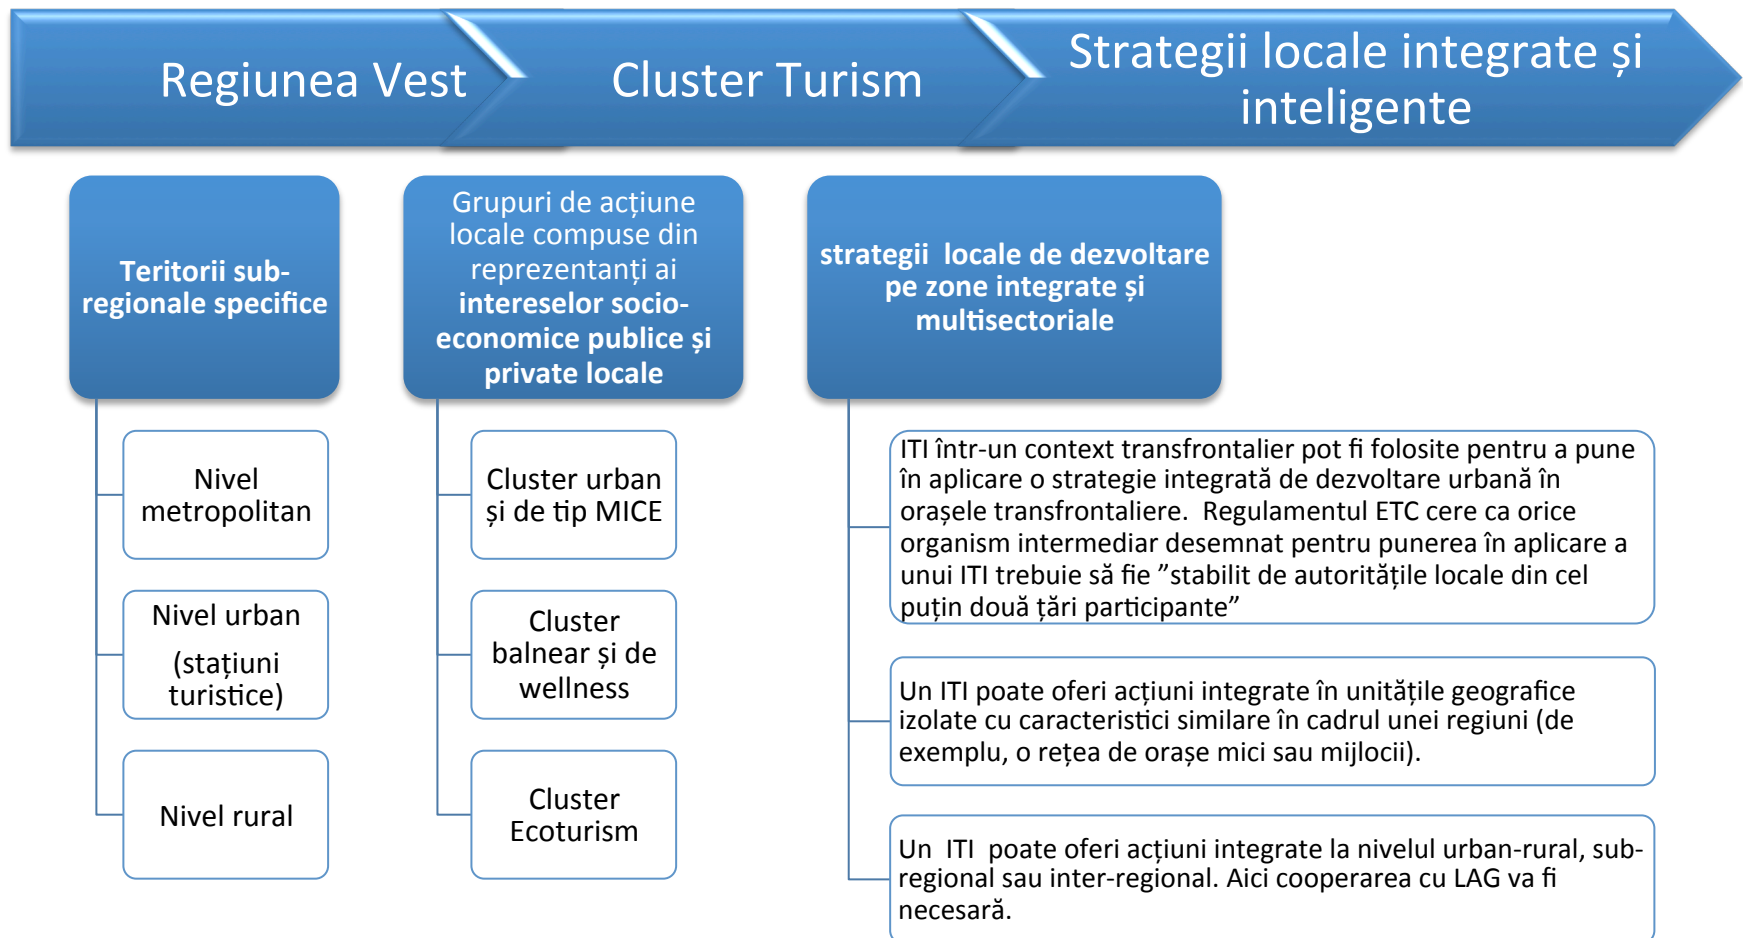 Regiunea Vest
Cluster Turism
Strategii locale integrate și
inteligente
Teritorii sub-
regionale specifice
Nivel
metropolitan
Nivel urban
(stațiuni
turistice)
Nivel rural
Grupuri de acțiune
locale compuse din
reprezentanți ai
intereselor socio-
economice publice și
private locale
Cluster urban
și de tip MICE
Cluster
balnear și de
wellness
Cluster
Ecoturism
strategii locale de dezvoltare
pe zone integrate și
multisectoriale
ITI într-un context transfrontalier pot fi folosite pentru a pune
în aplicare o strategie integrată de dezvoltare urbană în
orașele transfrontaliere. Regulamentul ETC cere ca orice
organism intermediar desemnat pentru punerea în aplicare a
unui ITI trebuie să fie ”stabilit de autoritățile locale din cel
puțin două țări participante”
Un ITI poate oferi acțiuni integrate în unitățile geografice
izolate cu caracteristici similare în cadrul unei regiuni (de
exemplu, o rețea de orașe mici sau mijlocii).
Un ITI poate oferi acțiuni integrate la nivelul urban-rural, sub-
regional sau inter-regional. Aici cooperarea cu LAG va fi
necesară.